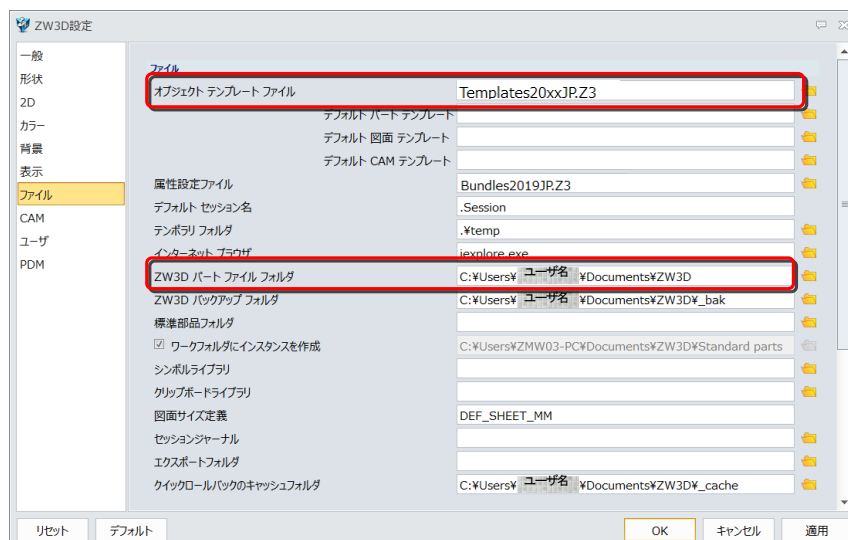 ZW3D設定
一般
形状
2D
カラー
背景
表示
ファイル
CAM
ユーザ
PDM
ファイル
オブジェクト テンプレート ファイル Templates20xxJP.Z3
デフォルト パート テンプレート
デフォルト 図面 テンプレート
デフォルト CAM テンプレート
属性設定ファイル Bundles2019JP.Z3
デフォルト セッション名 .Session
テンポラリ フォルダ .¥temp
インターネット ブラウザ iexplore.exe
ZW3D パート ファイル フォルダ C:¥Users¥ ユーザ名 ¥Documents¥ZW3D
ZW3D バックアップ フォルダ C:¥Users¥ ユーザ名 ¥Documents¥ZW3D¥_bak
標準部品フォルダ
ワークフォルダにインスタンスを作成 C:¥Users¥ZMW03-PC¥Documents¥ZW3D¥Standard parts
シンボルライブラリ
クリップボードライブラリ
図面サイズ定義 DEF_SHEET_MM
セッションジャーナル
エクスポートフォルダ
クイックロールバックのキャッシュフォルダ C:¥Users¥ ユーザ名 ¥Documents¥ZW3D¥_cache
リセット デフォルト OK キャンセル 適用